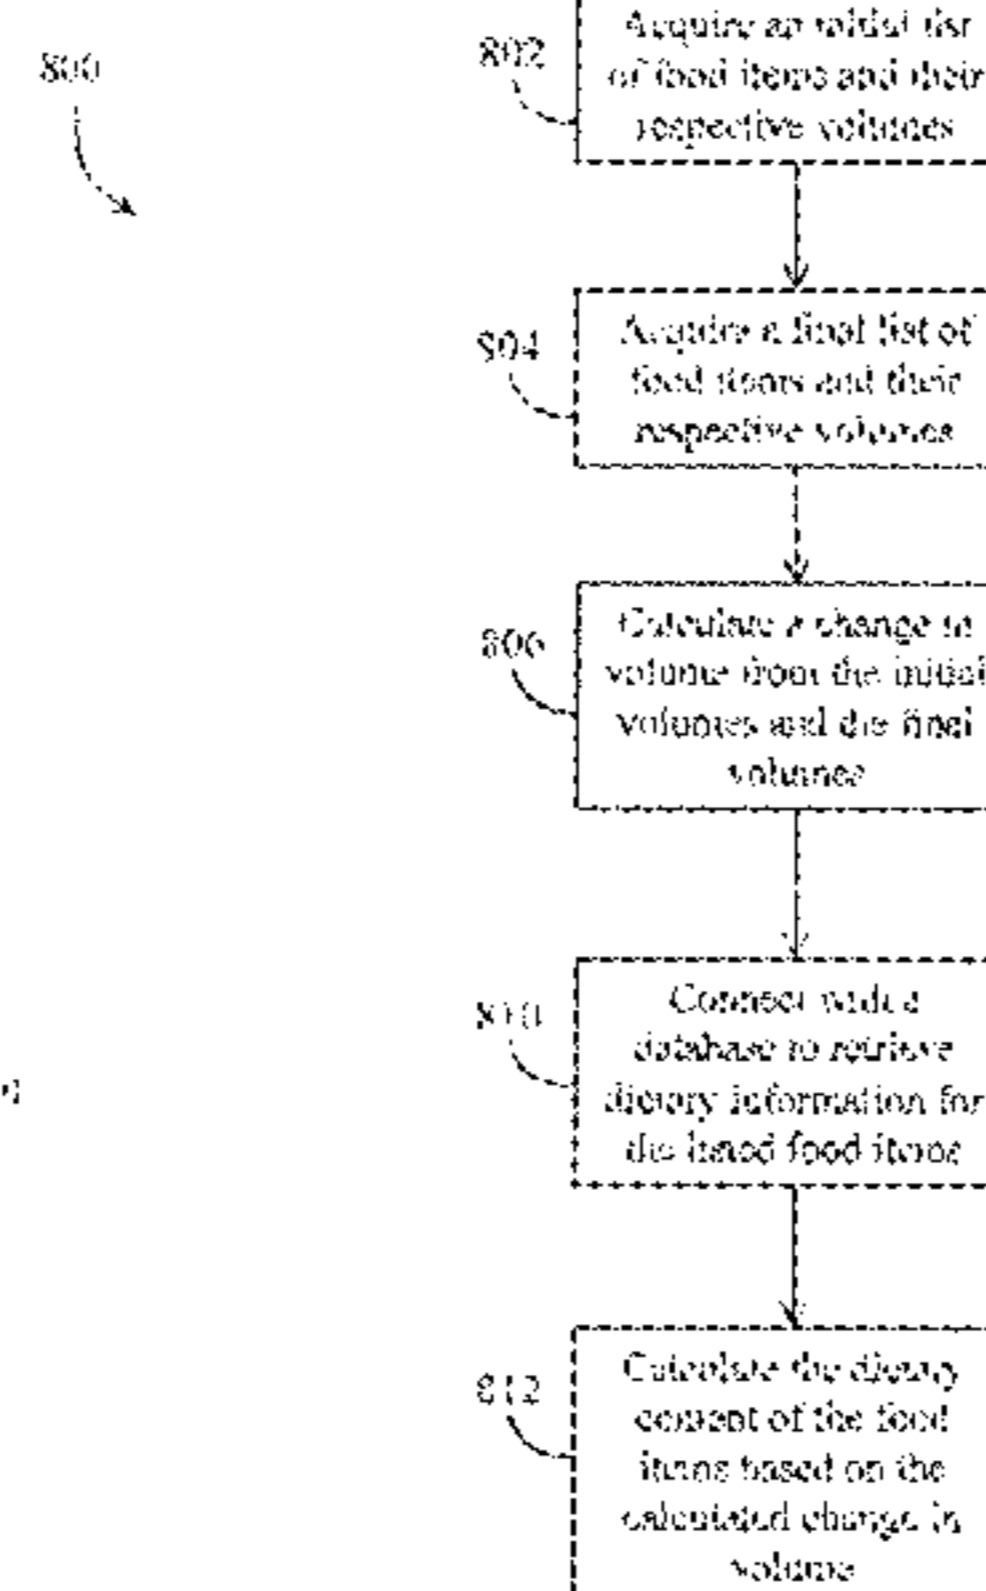 800
802
Acquire an initial list
of food items and their
respective volumes
804
Acquire a final list of
food items and their
respective volumes
806
Calculate a change in
volume from the initial
volumes and the final
volumes
810
Connect with a
database to retrieve
dietary information for
the listed food items
812
Calculate the dietary
content of the food
items based on the
calculated change in
volume